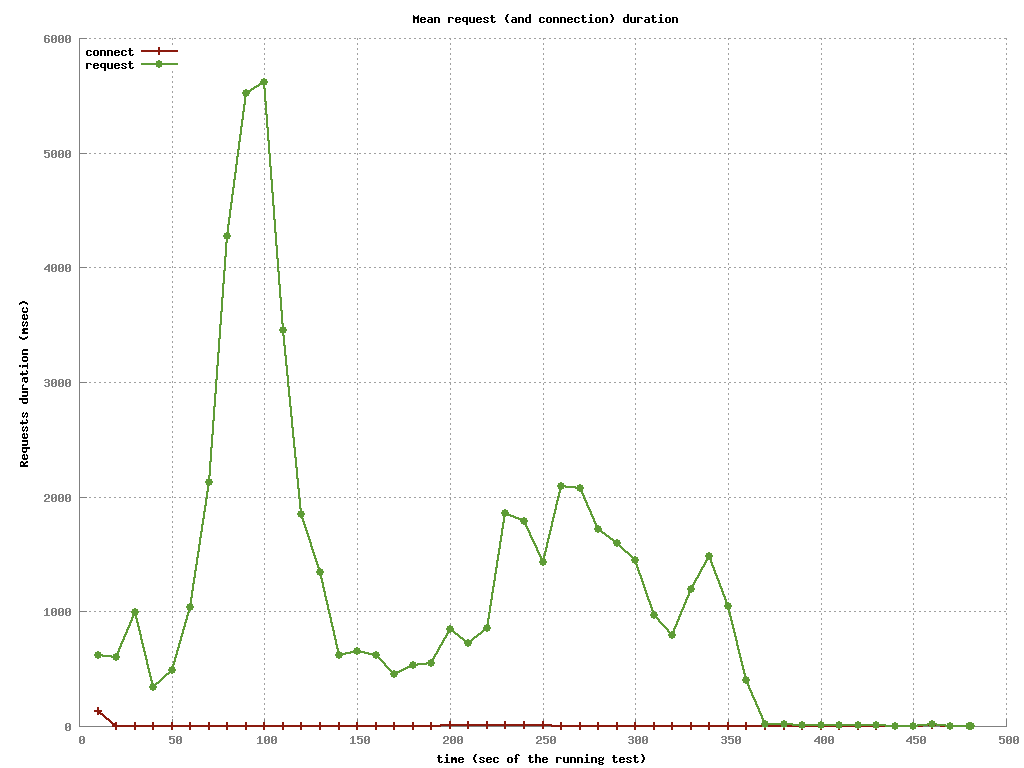 Mean request (and connection) duration
connect
request
6000
5000
4000
3000
2000
1000
0
Requests duration (msec)
0 50 100 150 200 250 300 350 400 450 500
time (sec of the running test)